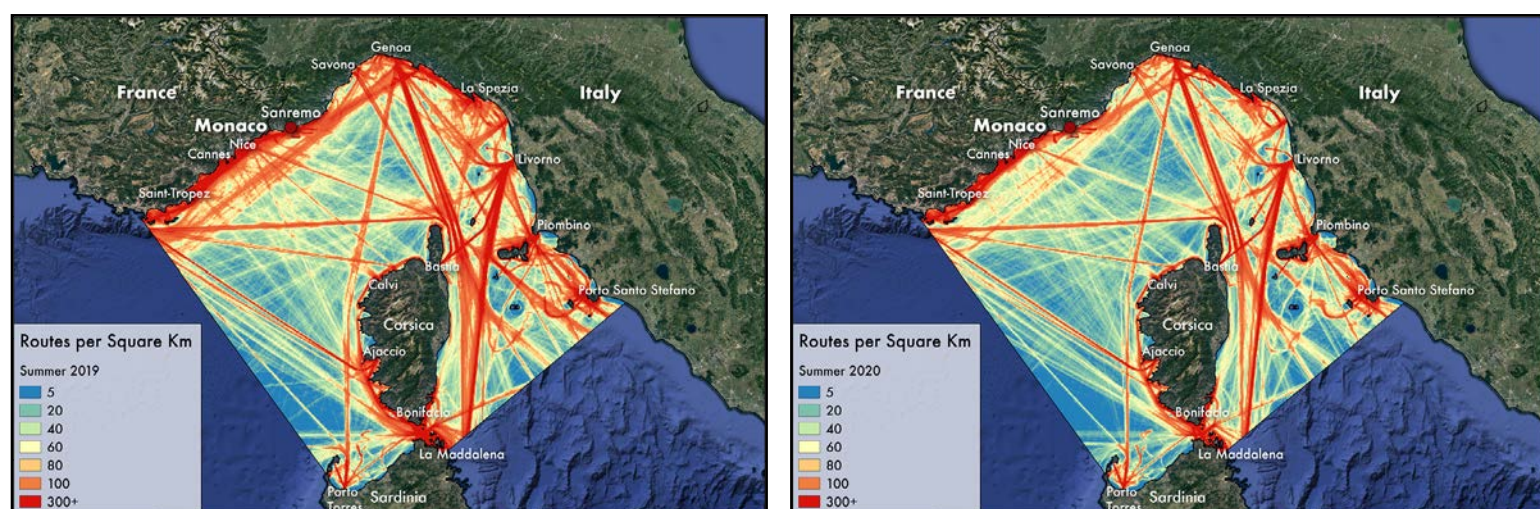 Genoa
Savona
La Spezia
France
Italy
Sanremo
Monaco
Nice
Cannes
Livorno
Saint-Tropez
Piombino
Bastia
Calvi
Porto Santo Stefano
Corsica
Ajaccio
Bonifacio
La Maddalena
Porto
Torres
Sardinia
Routes per Square Km
Summer 2019
5
20
40
60
80
100
300+
Genoa
Savona
La Spezia
France
Italy
Sanremo
Monaco
Nice
Cannes
Livorno
Saint-Tropez
Piombino
Bastia
Calvi
Porto Santo Stefano
Corsica
Ajaccio
Bonifacio
La Maddalena
Porto
Torres
Sardinia
Routes per Square Km
Summer 2020
5
20
40
60
80
100
300+